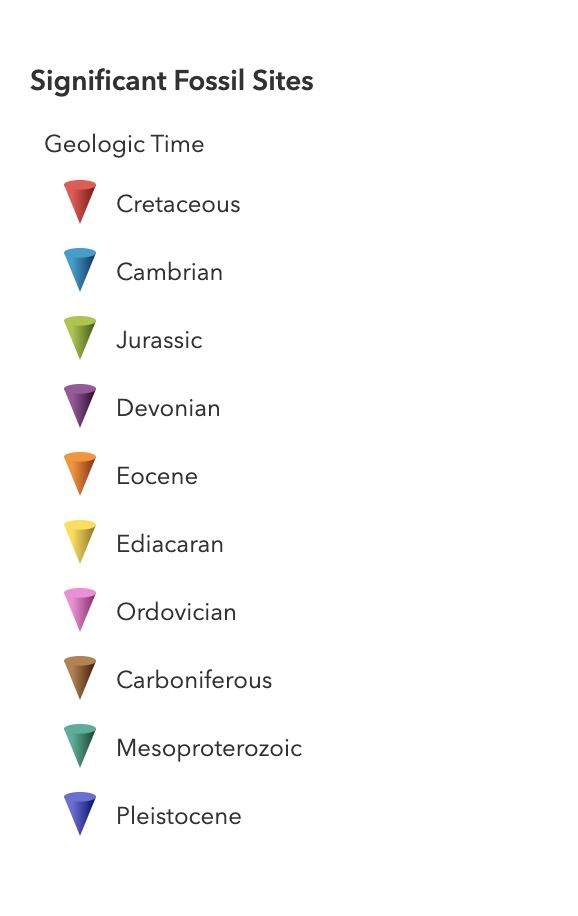 Significant Fossil Sites
Geologic Time
Cretaceous
Cambrian
Jurassic
Devonian
Eocene
Ediacaran
Ordovician
Carboniferous
Mesoproterozoic
Pleistocene